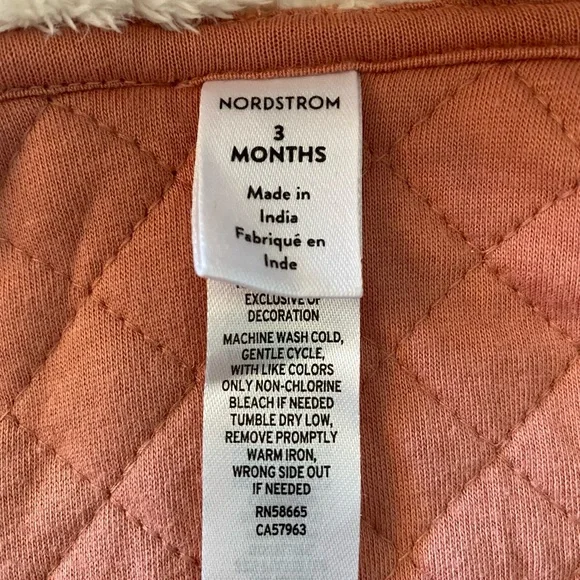 NORDSTROM
3
MONTHS
Made in
India
Fabriqué en
Inde
EXCLUSIVE OF
DECORATION
MACHINE WASH COLD,
GENTLE CYCLE,
WITH LIKE COLORS
ONLY NON-CHLORINE
BLEACH IF NEEDED
TUMBLE DRY LOW,
REMOVE PROMPTLY
WARM IRON,
WRONG SIDE OUT
IF NEEDED
RN58665
CA57963